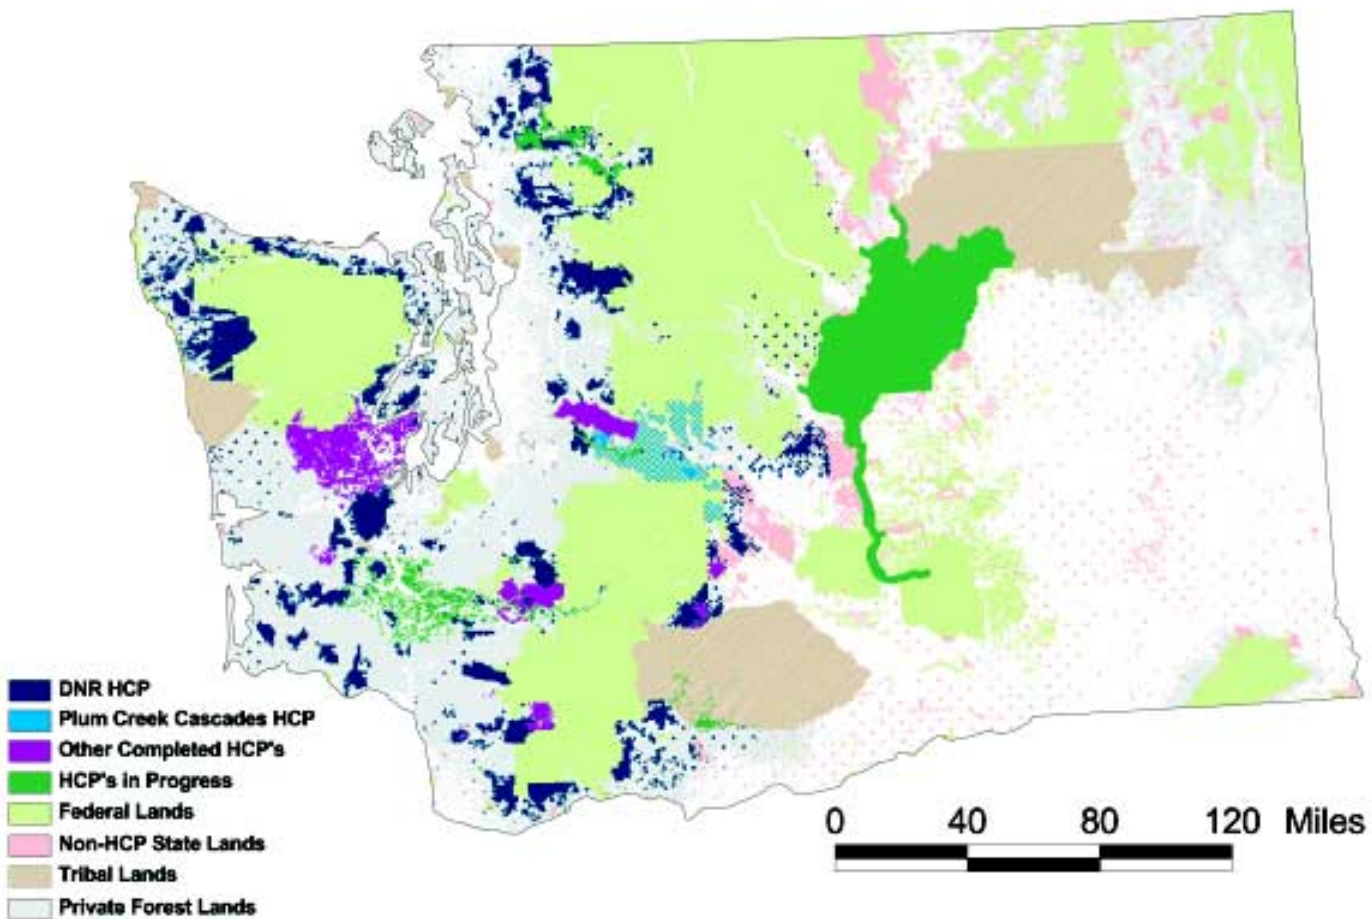 DNR HCP
Plum Creek Cascades HCP
Other Completed HCP's
HCP's in Progress
Federal Lands
Non-HCP State Lands
Tribal Lands
Private Forest Lands
0 40 80 120 Miles